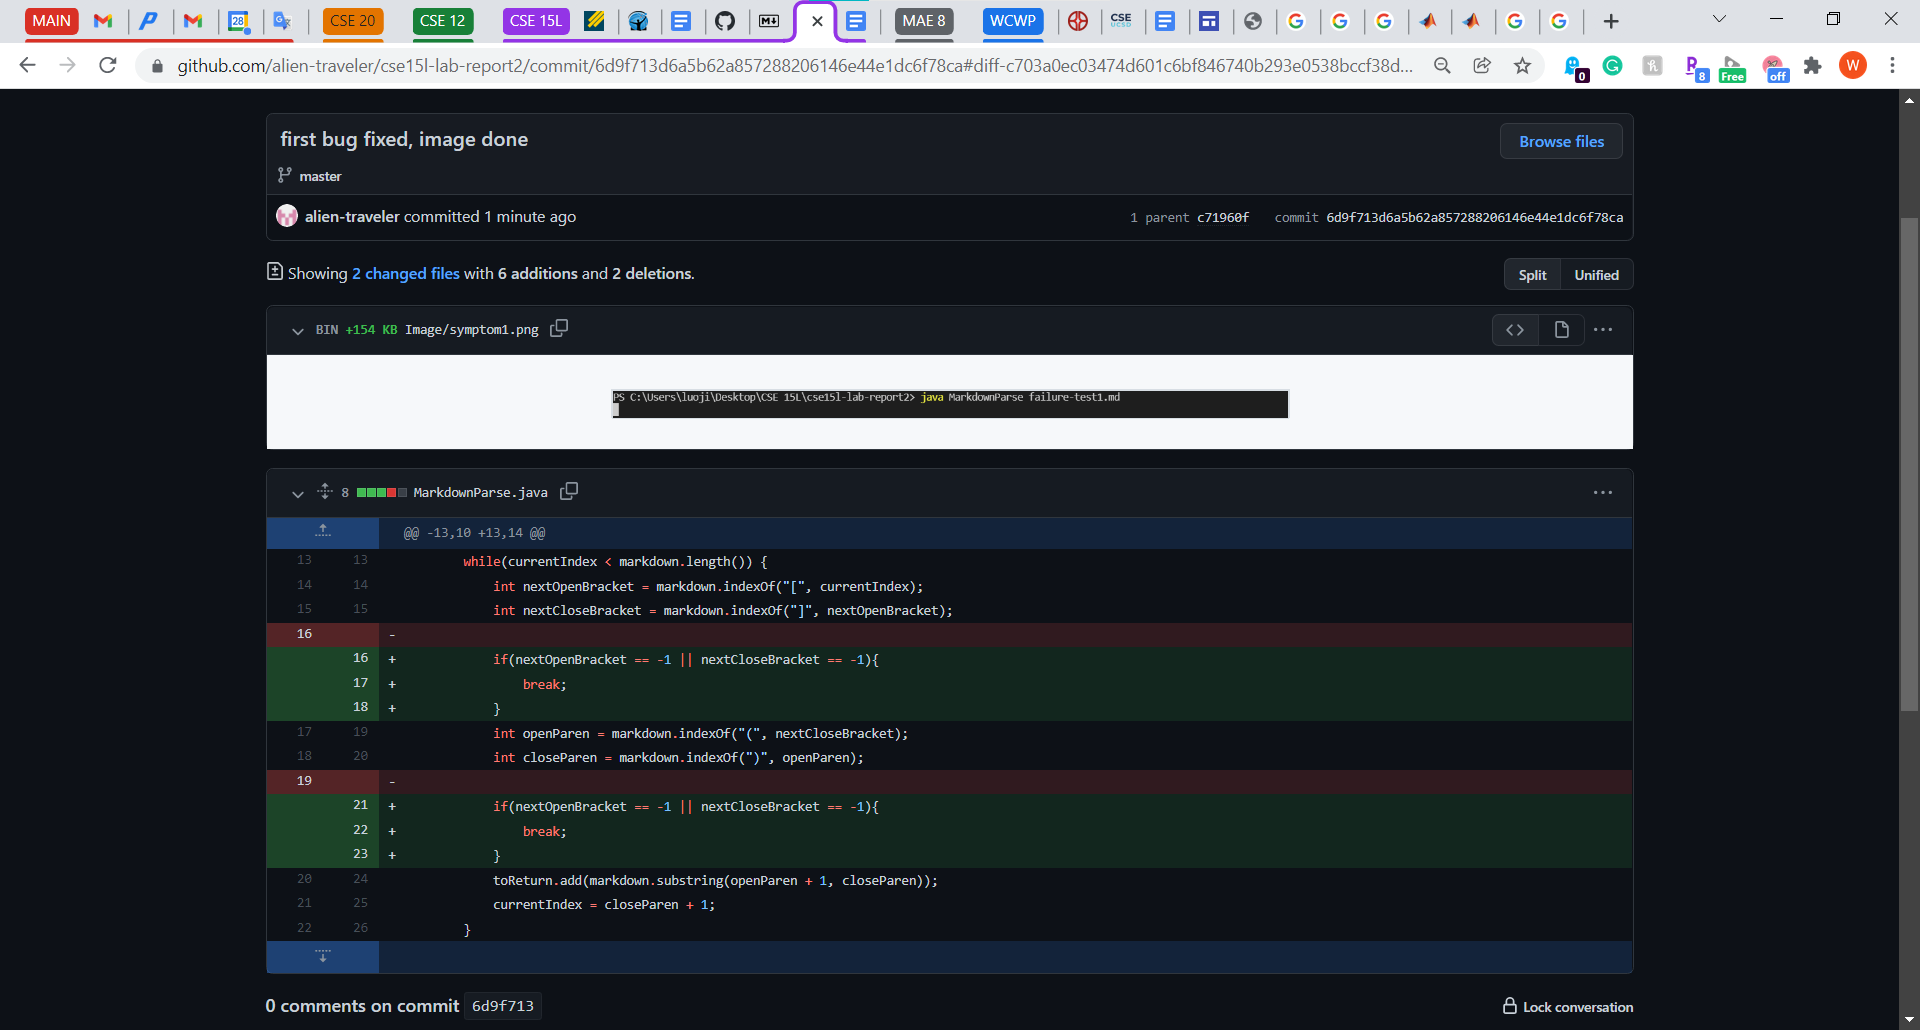 MAIN CSE 20 CSE 12 CSE 15L MAE 8 WCWP CSE
28
github.com/alien-traveler/cse15l-lab-report2/commit/6d9f713d6a5b62a857288206146e44e1dc6f78ca#diff-c703a0ec03474d601c6bf846740b293e0538bccf38d... 0 8 Free off W
first bug fixed, image done
Browse files
master
alien-traveler committed 1 minute ago 1 parent c71960f commit 6d9f713d6a5b62a857288206146e44e1dc6f78ca
Showing 2 changed files with 6 additions and 2 deletions. Split Unified
BIN +154 KB Image/symptom1.png
PS C:\Users\luoji\Desktop\CSE 15L\cse15l-lab-report2> java MarkdownParse failure-test1.md
8 MarkdownParse.java
@@ -13,10 +13,14 @@
13 13 while(currentIndex < markdown.length()) {
14 14 int nextOpenBracket = markdown.indexOf("[", currentIndex);
15 15 int nextCloseBracket = markdown.indexOf("]", nextOpenBracket);
16 -
16 + if(nextOpenBracket == -1 || nextCloseBracket == -1){
17 + break;
18 + }
17 19 int openParen = markdown.indexOf("(", nextCloseBracket);
18 20 int closeParen = markdown.indexOf(")", openParen);
19 -
21 + if(nextOpenBracket == -1 || nextCloseBracket == -1){
22 + break;
23 + }
20 24 toReturn.add(markdown.substring(openParen + 1, closeParen));
21 25 currentIndex = closeParen + 1;
22 26 }
0 comments on commit 6d9f713 Lock conversation